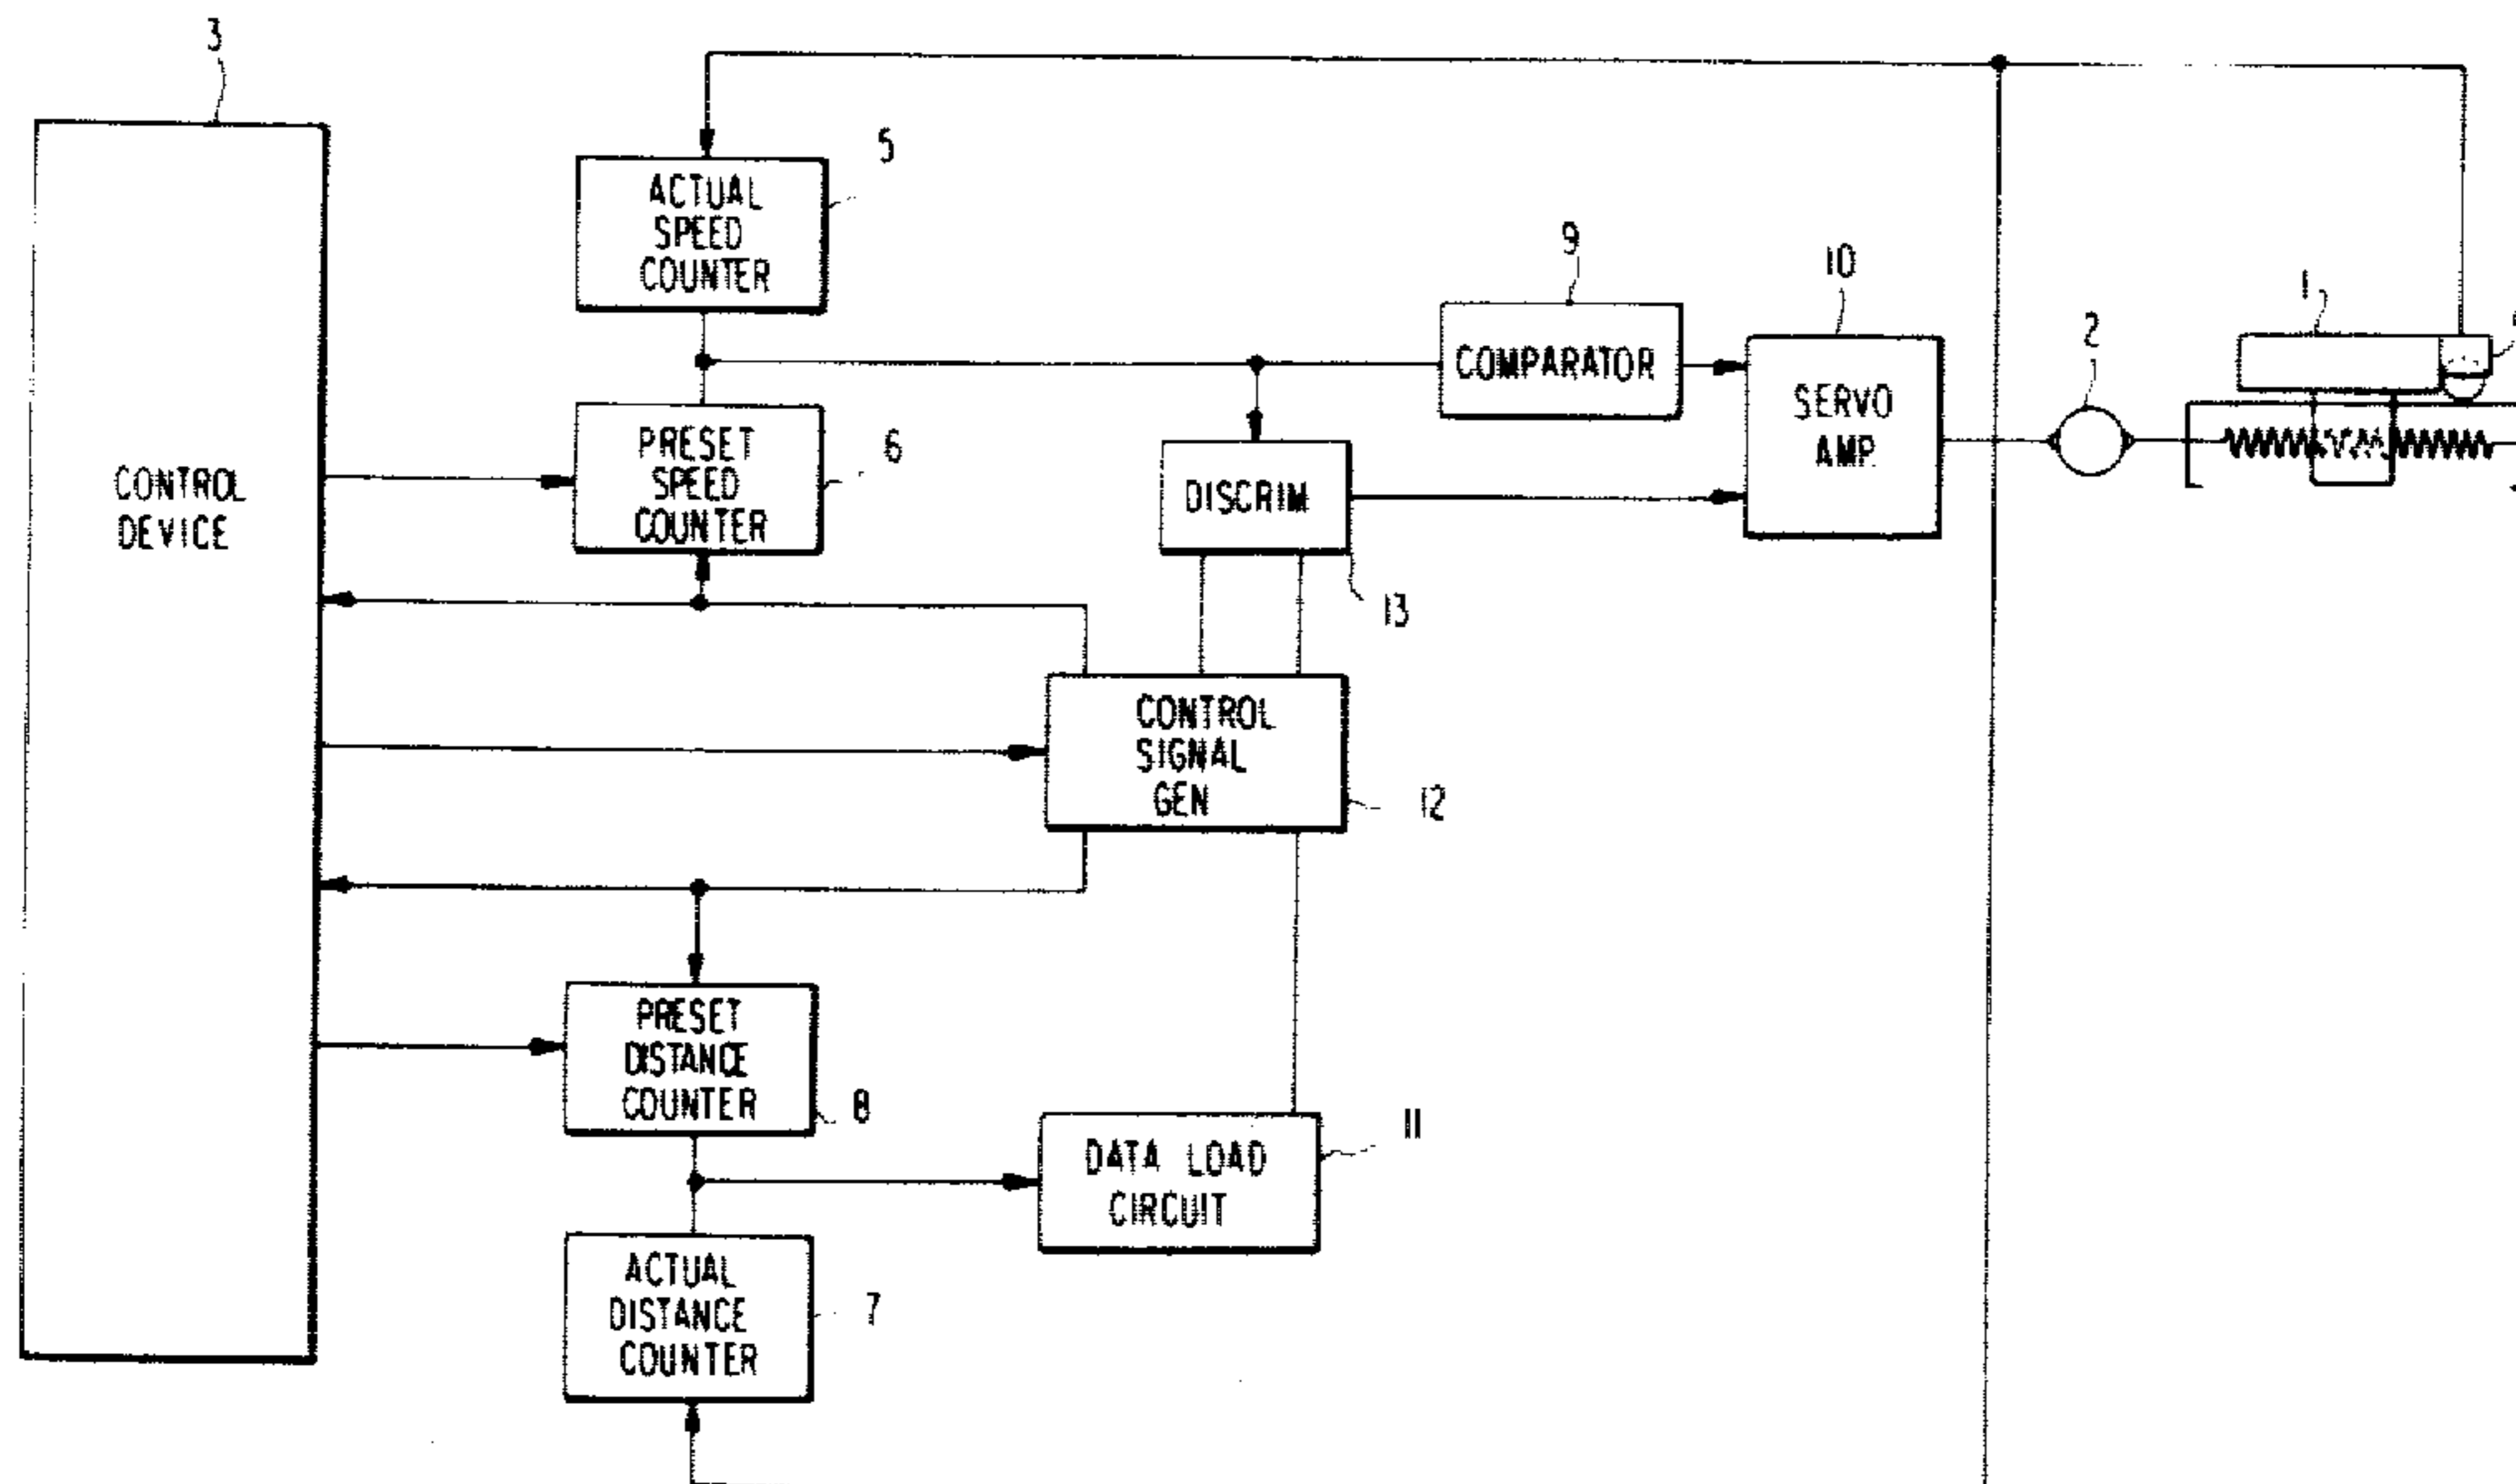 3
5
ACTUAL
SPEED
COUNTER
9
10
1
2
COMPARATOR
SERVO
AMP
6
PRESET
SPEED
COUNTER
CONTROL
DEVICE
DISCRIM
13
CONTROL
SIGNAL
GEN
12
PRESET
DISTANCE
COUNTER
8
11
DATA LOAD
CIRCUIT
ACTUAL
DISTANCE
COUNTER
7